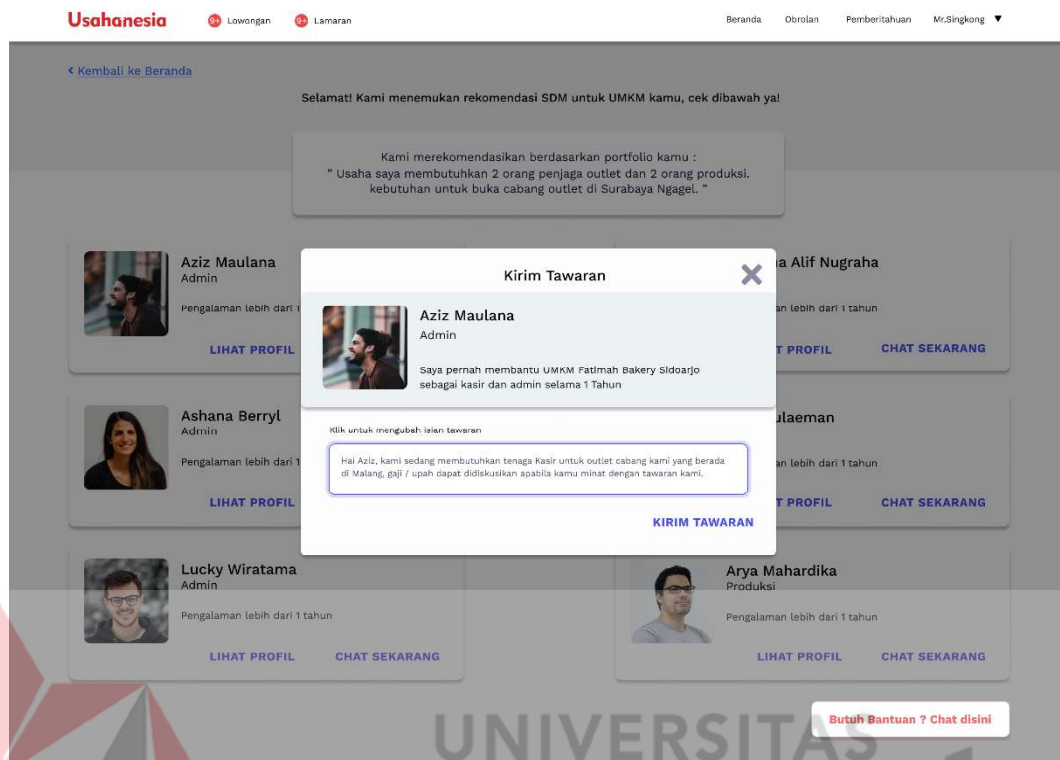 Usahanesia 9+ Lowongan 9+ Lamaran Beranda Obrolan Pemberitahuan Mr.Singkong ▼
< Kembali ke Beranda
Selamat! Kami menemukan rekomendasi SDM untuk UMKM kamu, cek dibawah ya!
Kami merekomendasikan berdasarkan portfolio kamu :
" Usaha saya membutuhkan 2 orang penjaga outlet dan 2 orang produksi.
kebutuhan untuk buka cabang outlet di Surabaya Ngagel. "
Aziz Maulana
Admin
Pengalaman lebih dari 1
LIHAT PROFIL
Alif Nugraha
lebih dari 1 tahun
PROFIL CHAT SEKARANG
Kirim Tawaran
Aziz Maulana
Admin
Saya pernah membantu UMKM Fatimah Bakery Sidoarjo
sebagai kasir dan admin selama 1 Tahun
Klik untuk mengubah isian tawaran
Hai Aziz, kami sedang membutuhkan tenaga Kasir untuk outlet cabang kami yang berada
di Malang, gaji / upah dapat didiskusikan apabila kamu minat dengan tawaran kami.
KIRIM TAWARAN
Ashana Berryl
Admin
Pengalaman lebih dari 1
LIHAT PROFIL
lebih dari 1 tahun
PROFIL CHAT SEKARANG
Lucky Wiratama
Admin
Pengalaman lebih dari 1 tahun
LIHAT PROFIL CHAT SEKARANG
Arya Mahardika
Produksi
Pengalaman lebih dari 1 tahun
LIHAT PROFIL CHAT SEKARANG
Butuh Bantuan ? Chat disini
UNIVERSITAS